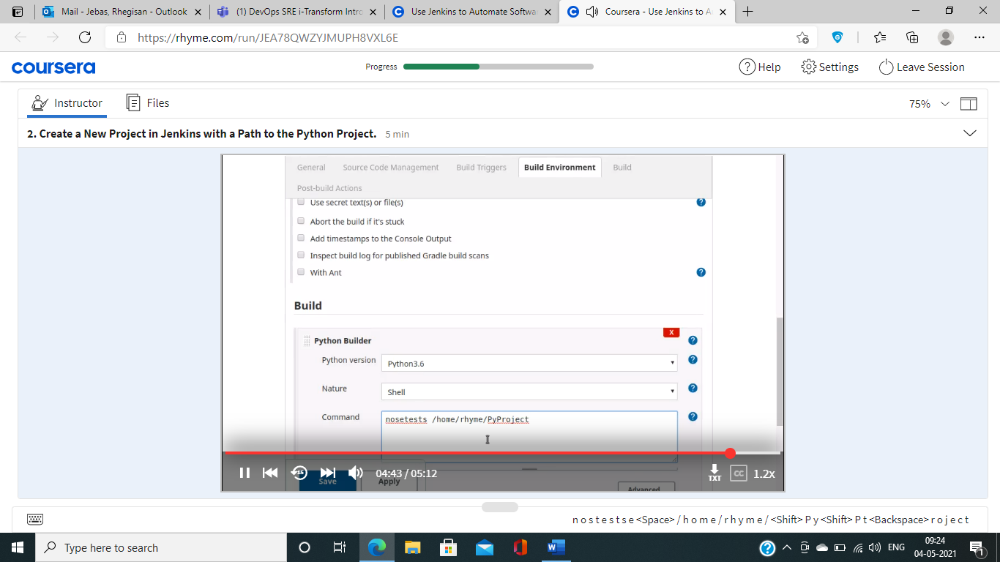 Mail - Jebas, Rhegisan - Outlook
(1) DevOps SRE i-Transform Intro
Use Jenkins to Automate Softwa
Coursera - Use Jenkins to A
https://rhyme.com/run/JEA78QWZYJMUPH8VXL6E
coursera
Progress
Help
Settings
Leave Session
Instructor
Files
75%
2. Create a New Project in Jenkins with a Path to the Python Project. 5 min
General Source Code Management Build Triggers Build Environment Build
Post-build Actions
Use secret text(s) or file(s)
Abort the build if it's stuck
Add timestamps to the Console Output
Inspect build log for published Gradle build scans
With Ant
Build
X
Python Builder
Python version Python3.6
Nature Shell
Command nosetests /home/rhyme/PyProject
15 04:43 / 05:12 TXT CC 1.2x
Save Apply Advanced
n o s t e s t s e <Space> / h o m e / r h y m e / <Shift> P y <Shift> P t <Backspace> r o j e c t
Type here to search
ENG
09:24
04-05-2021
1